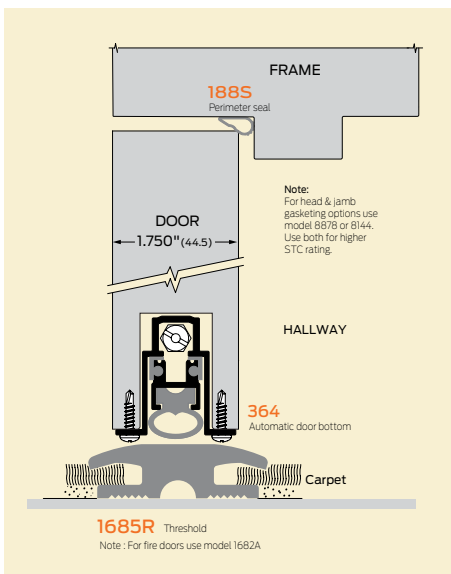 FRAME
188S
Perimeter seal
Note:
For head & jamb
gasketing options use
model 8878 or 8144.
Use both for higher
STC rating.
DOOR
1.750" (44.5)
HALLWAY
364
Automatic door bottom
Carpet
1685R Threshold
Note : For fire doors use model 1682A